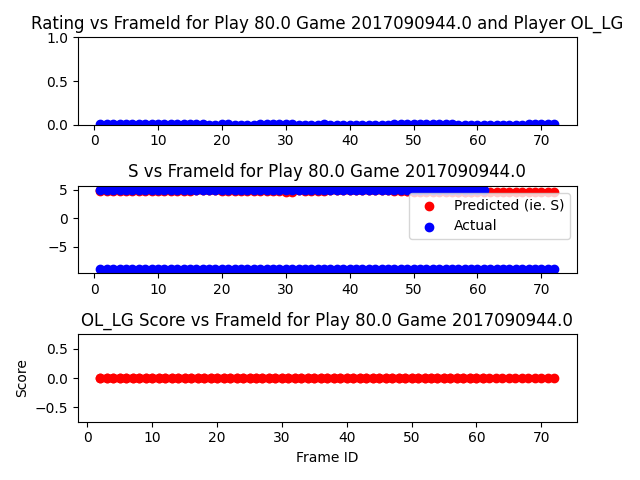 Rating vs FrameId for Play 80.0 Game 2017090944.0 and Player OL_LG
1.0
0.5
0.0
0 10 20 30 40 50 60 70
S vs FrameId for Play 80.0 Game 2017090944.0
5
0
−5
Predicted (ie. S)
Actual
0 10 20 30 40 50 60 70
OL_LG Score vs FrameId for Play 80.0 Game 2017090944.0
Score
0.5
0.0
−0.5
0 10 20 30 40 50 60 70
Frame ID